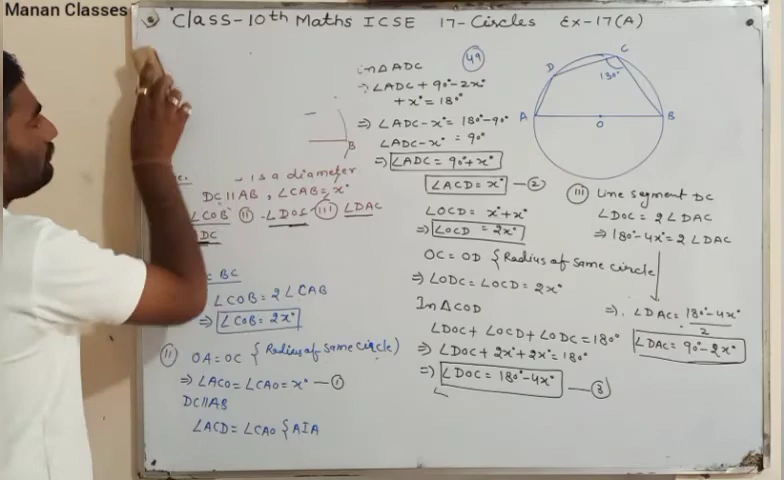 Manan Classes
Class-10th Maths ICSE 17-Circles Ex-17(A)
is a diameter
DC||AB, ∠CAB=x°
∠COB (ii) ∠DOC (iii) ∠DAC
DC
BC
∠COB=2∠CAB
⇒ ∠COB=2x°
(ii) OA=OC {Radius of same circle)
⇒ ∠ACO=∠CAO=x° —①
DC||AB
∠ACD=∠CAO {AIA
in△ADC
⇒ ∠ADC+90°-2x°
+x°=180°
⇒ ∠ADC-x°=180°-90°
∠ADC-x°=90°
⇒ ∠ADC=90°+x°
∠ACD=x° —②
∠OCD=x°+x°
⇒ ∠OCD=2x°
OC=OD {Radius of same circle
⇒ ∠ODC=∠OCD=2x°
In△COD
∠DOC+∠OCD+∠ODC=180°
⇒ ∠DOC+2x°+2x°=180°
⇒ ∠DOC=180°-4x° —③
49
D
C
130°
A
O
B
B
(iii) Line segment DC
∠DOC=2∠DAC
⇒ 180°-4x°=2∠DAC
⇒ ∠DAC=180°-4x°
2
∠DAC=90°-2x°